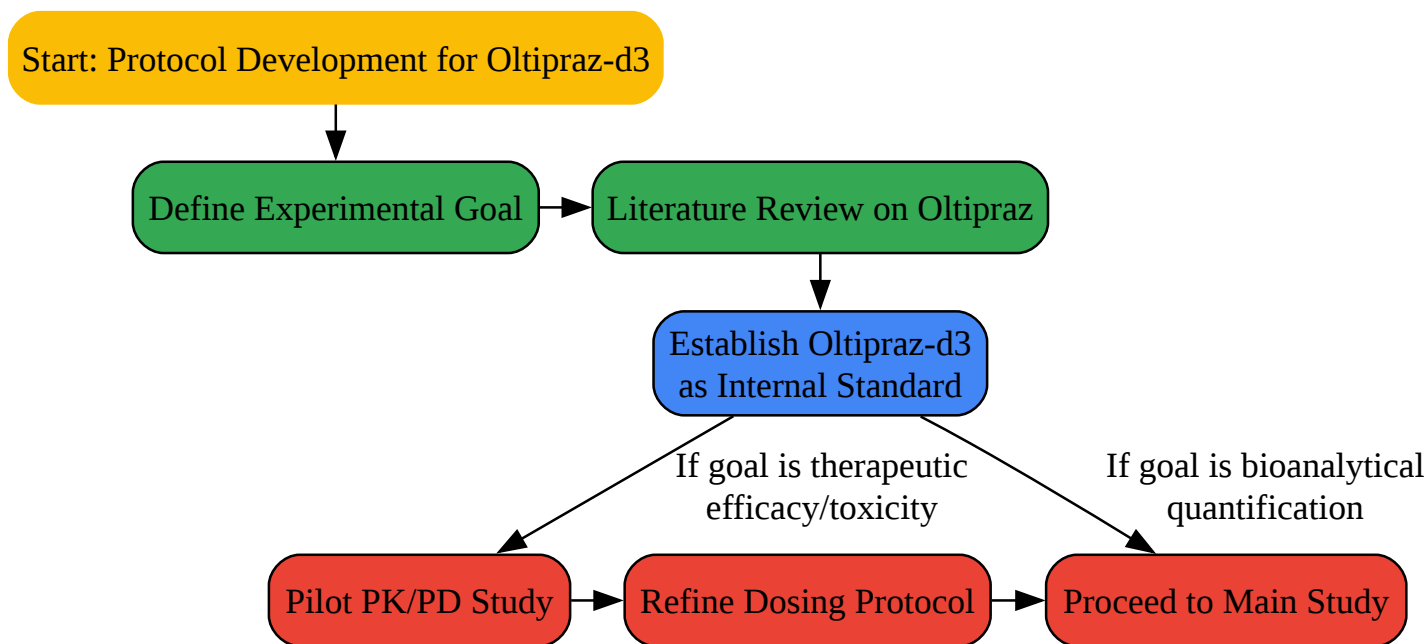 Start: Protocol Development for Oltipraz-d3
Define Experimental Goal
Literature Review on Oltipraz
Establish Oltipraz-d3
as Internal Standard
If goal is therapeutic
efficacy/toxicity
If goal is bioanalytical
quantification
Pilot PK/PD Study
Refine Dosing Protocol
Proceed to Main Study